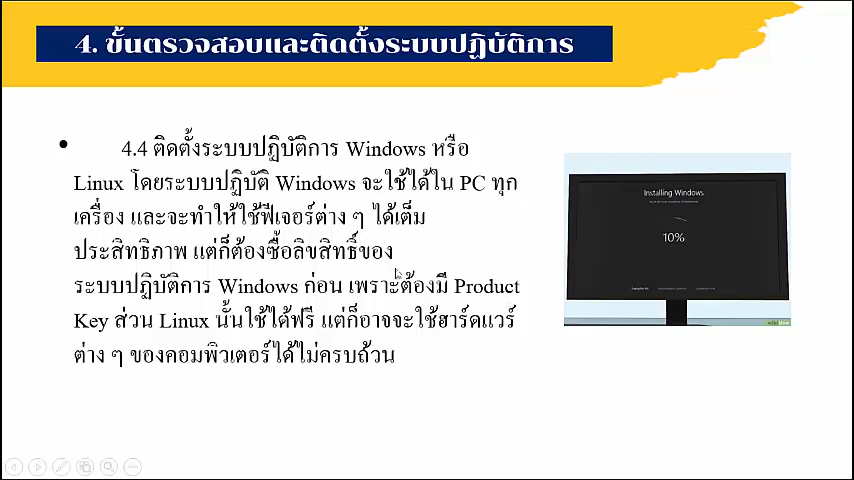 4. ขั้นตรวจสอบและติดตั้งระบบปฏิบัติการ
• 4.4 ติดตั้งระบบปฏิบัติการ Windows หรือ
Linux โดยระบบปฏิบัติ Windows จะใช้ได้ใน PC ทุก
เครื่อง และจะทำให้ใช้ฟีเจอร์ต่าง ๆ ได้เต็ม
ประสิทธิภาพ แต่ก็ต้องซื้อลิขสิทธิ์ของ
ระบบปฏิบัติการ Windows ก่อน เพราะต้องมี Product
Key ส่วน Linux นั้นใช้ได้ฟรี แต่ก็อาจจะใช้ฮาร์ดแวร์
ต่าง ๆ ของคอมพิวเตอร์ได้ไม่ครบถ้วน
Installing Windows
10%